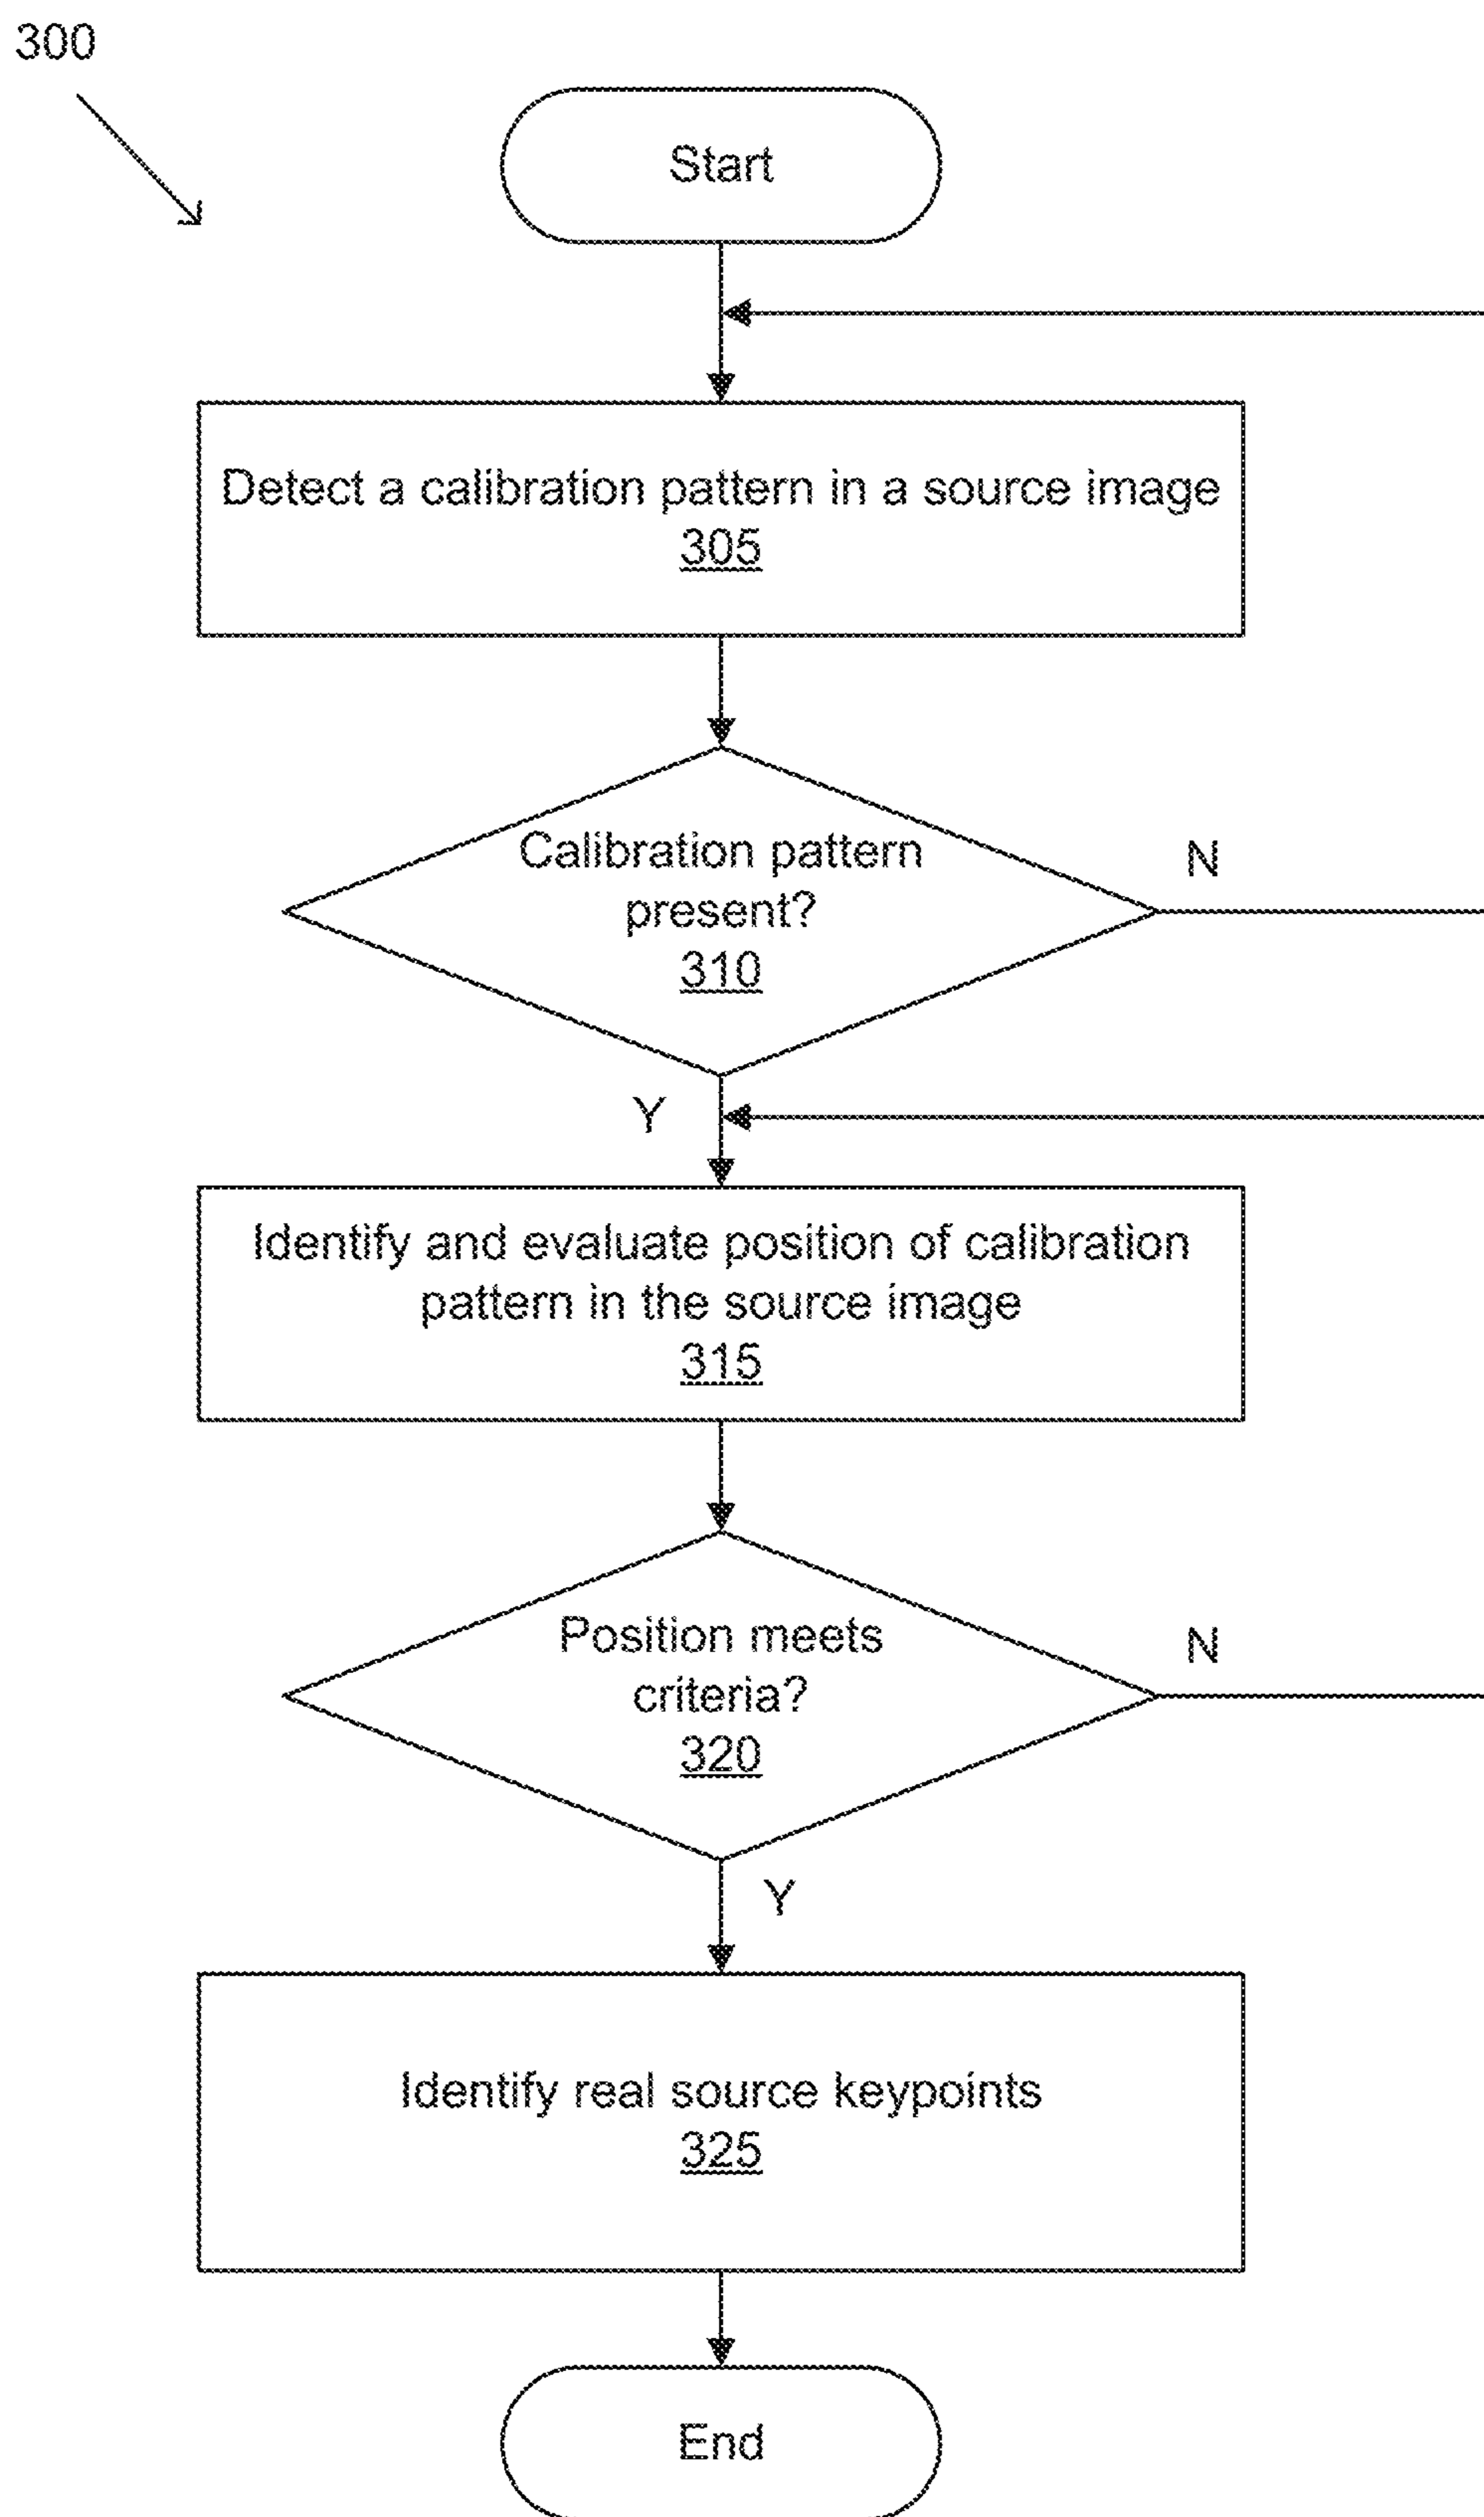 300
Start
Detect a calibration pattern in a source image
305
Calibration pattern
present?
310
N
Y
Identify and evaluate position of calibration
pattern in the source image
315
Position meets
criteria?
320
N
Y
Identify real source keypoints
325
End